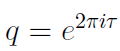 q = e^{2πiτ}